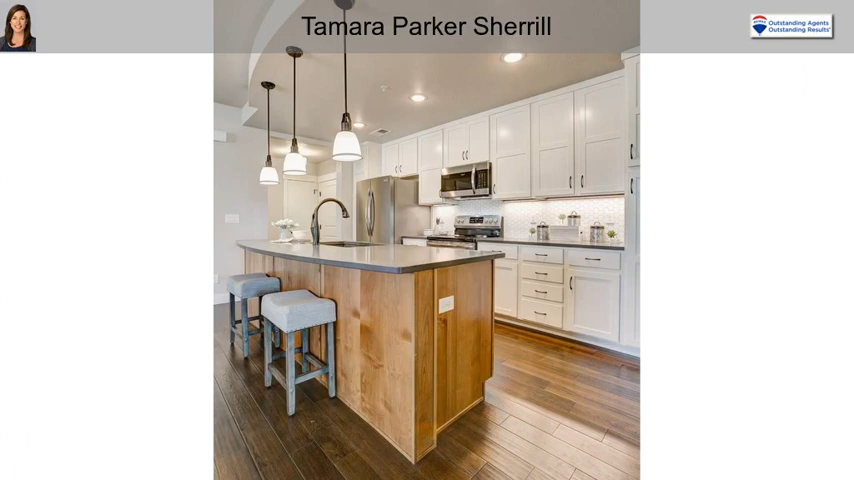 Tamara Parker Sherrill
Outstanding Agents
Outstanding Results